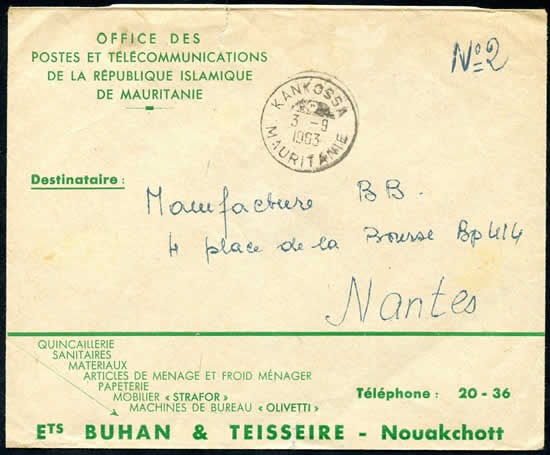 OFFICE DES
POSTES ET TÉLÉCOMMUNICATIONS
DE LA RÉPUBLIQUE ISLAMIQUE
DE MAURITANIE
Nº2
KANKOSSA
3 - 9
1963
MAURITANIE
Destinataire :
Manufacture BB.
4 place de la Bourse Bp 414
Nantes
QUINCAILLERIE
SANITAIRES
MATERIAUX
ARTICLES DE MENAGE ET FROID MÉNAGER
PAPETERIE
MOBILIER « STRAFOR »
MACHINES DE BUREAU « OLIVETTI »
Téléphone : 20 - 36
ETS BUHAN & TEISSEIRE - Nouakchott